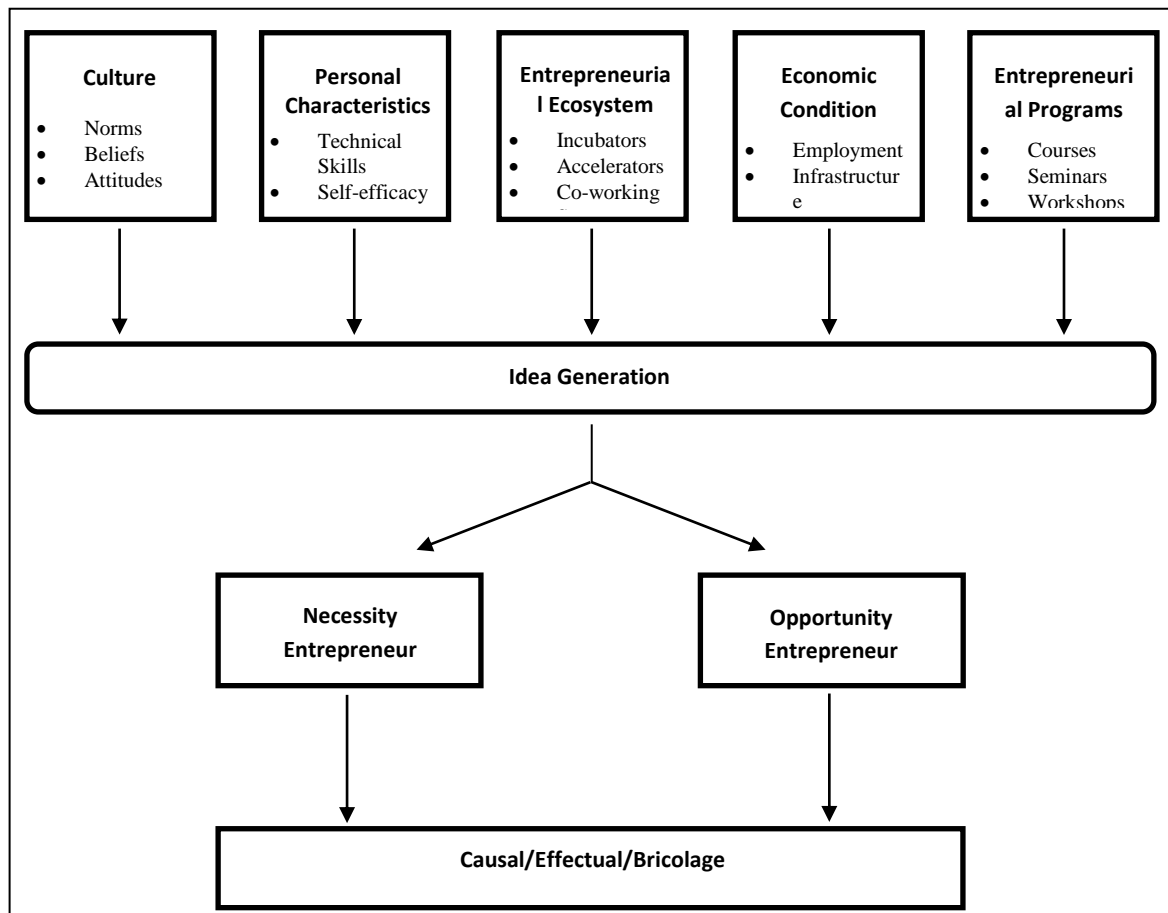 Culture
• Norms
• Beliefs
• Attitudes
Personal
Characteristics
• Technical
Skills
• Self-efficacy
Entrepreneuria
l Ecosystem
• Incubators
• Accelerators
• Co-working
Economic
Condition
• Employment
• Infrastructur
e
Entrepreneuri
al Programs
• Courses
• Seminars
• Workshops
Idea Generation
Necessity
Entrepreneur
Opportunity
Entrepreneur
Causal/Effectual/Bricolage